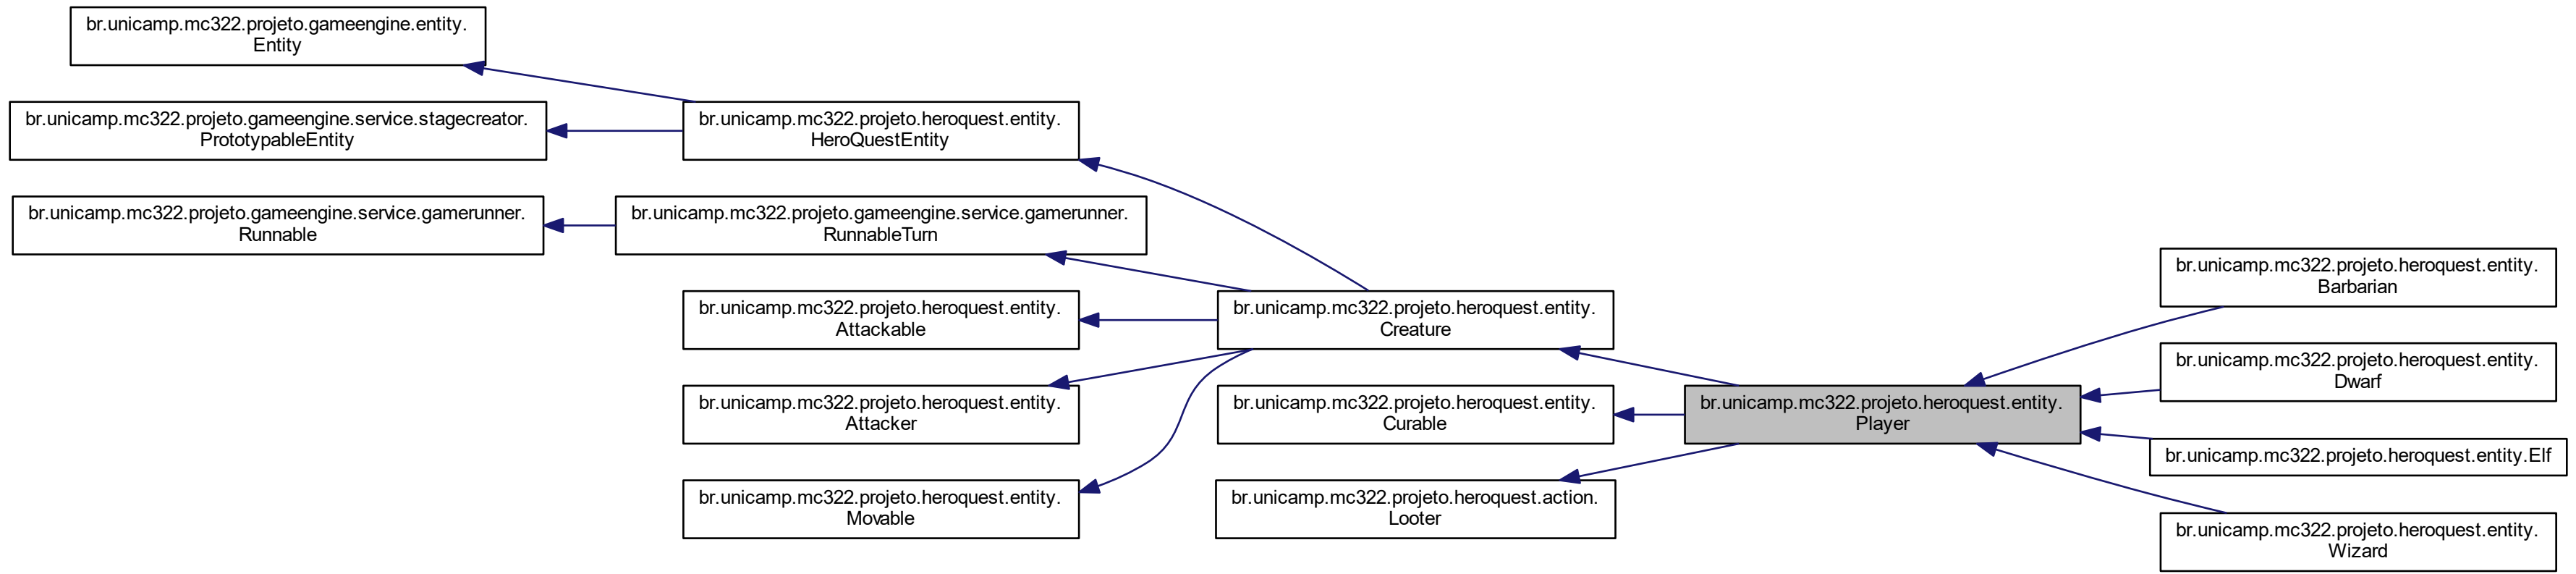 br.unicamp.mc322.projeto.gameengine.entity.
Entity
br.unicamp.mc322.projeto.gameengine.service.stagecreator.
PrototypableEntity
br.unicamp.mc322.projeto.gameengine.service.gamerunner.
Runnable
br.unicamp.mc322.projeto.heroquest.entity.
HeroQuestEntity
br.unicamp.mc322.projeto.gameengine.service.gamerunner.
RunnableTurn
br.unicamp.mc322.projeto.heroquest.entity.
Attackable
br.unicamp.mc322.projeto.heroquest.entity.
Attacker
br.unicamp.mc322.projeto.heroquest.entity.
Movable
br.unicamp.mc322.projeto.heroquest.entity.
Creature
br.unicamp.mc322.projeto.heroquest.entity.
Curable
br.unicamp.mc322.projeto.heroquest.action.
Looter
br.unicamp.mc322.projeto.heroquest.entity.
Player
br.unicamp.mc322.projeto.heroquest.entity.
Barbarian
br.unicamp.mc322.projeto.heroquest.entity.
Dwarf
br.unicamp.mc322.projeto.heroquest.entity.Elf
br.unicamp.mc322.projeto.heroquest.entity.
Wizard